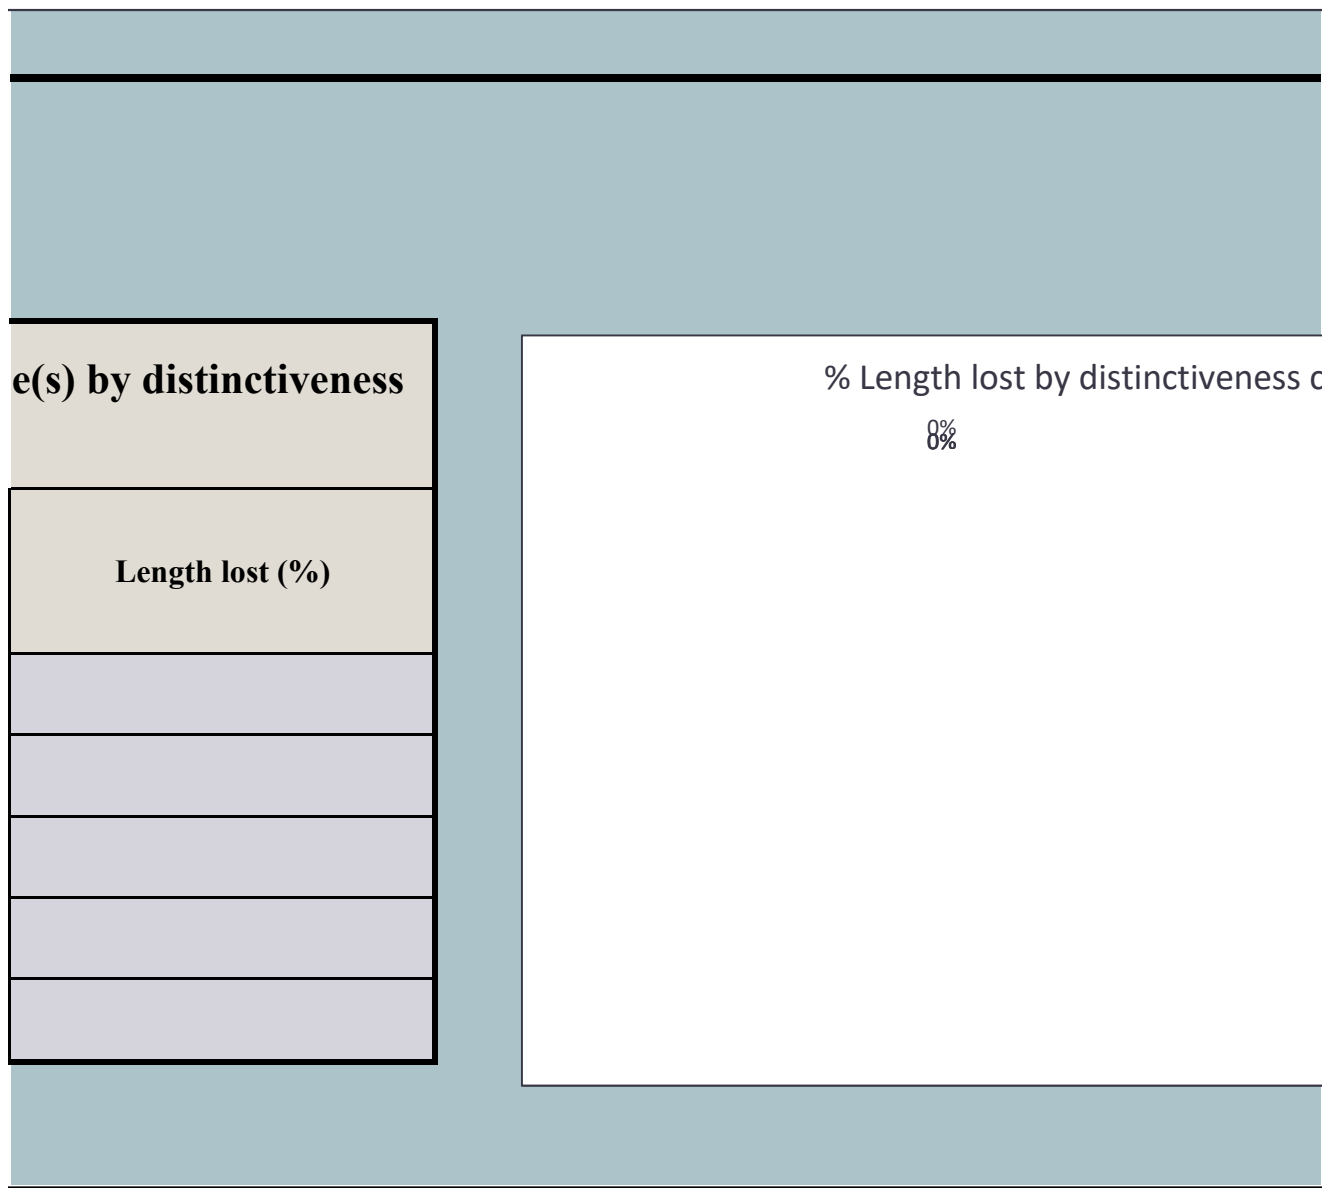 e(s) by distinctiveness
Length lost (%)
% Length lost by distinctiveness
0%
0%